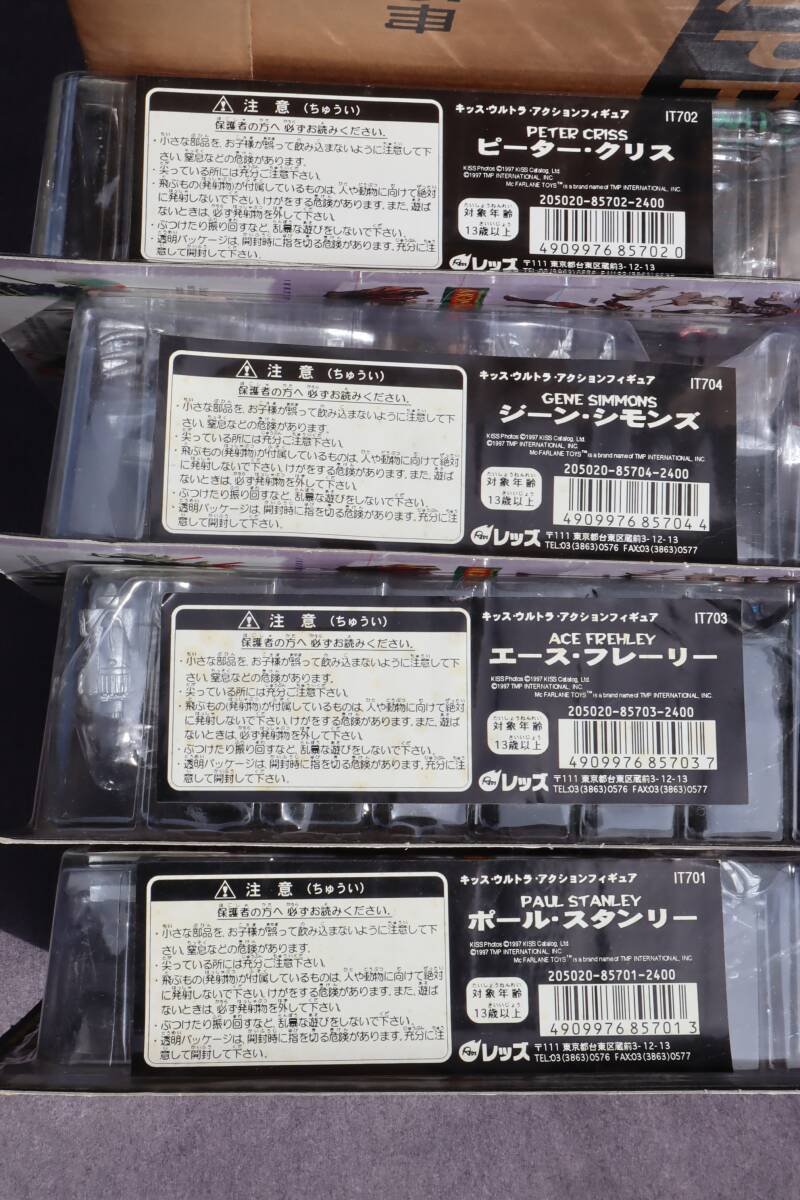 注意(ちゅうい)
保護者の方へ 必ずお読みください.
・小さな部品を、お子様が誤って飲み込まないように注意して下
さい. 窒息などの危険があります.
・尖っている所には充分ご注意下さい.
・飛ぶもの(発射物)が付属しているものは、人や動物に向けて絶対
に発射しないで下さい. けがをする危険があります. また、遊ば
ないときは、必ず発射物を外して下さい.
・ぶつけたり振り回すなど、乱暴な遊びをしないで下さい.
・透明パッケージは、開封時に指を切る危険があります. 充分に注
意して開封して下さい.
キッス・ウルトラ・アクションフィギュア IT702
PETER CRISS
ピーター・クリス
KISS Photos ©1997 KISS Catalog, Ltd.
©1997 TMP INTERNATIONAL, INC.
Mc FARLANE TOYS™ is a brand name of TMP INTERNATIONAL, INC.
205020-85702-2400
たいしょうねんれい
対象年齢
さいいじょう
13歳以上
4909976857020
レッズ 〒111 東京都台東区蔵前3-12-13
注意(ちゅうい)
保護者の方へ 必ずお読みください.
・小さな部品を、お子様が誤って飲み込まないように注意して下
さい. 窒息などの危険があります.
・尖っている所には充分ご注意下さい.
・飛ぶもの(発射物)が付属しているものは、人や動物に向けて絶対
に発射しないで下さい. けがをする危険があります. また、遊ば
ないときは、必ず発射物を外して下さい.
・ぶつけたり振り回すなど、乱暴な遊びをしないで下さい.
・透明パッケージは、開封時に指を切る危険があります. 充分に注
意して開封して下さい.
キッス・ウルトラ・アクションフィギュア IT704
GENE SIMMONS
ジーン・シモンズ
KISS Photos ©1997 KISS Catalog, Ltd.
©1997 TMP INTERNATIONAL, INC.
Mc FARLANE TOYS™ is a brand name of TMP INTERNATIONAL, INC.
205020-85704-2400
たいしょうねんれい
対象年齢
さいいじょう
13歳以上
4909976857044
レッズ 〒111 東京都台東区蔵前3-12-13
TEL:03(3863)0576 FAX:03(3863)0577
注意(ちゅうい)
保護者の方へ 必ずお読みください.
・小さな部品を、お子様が誤って飲み込まないように注意して下
さい. 窒息などの危険があります.
・尖っている所には充分ご注意下さい.
・飛ぶもの(発射物)が付属しているものは、人や動物に向けて絶対
に発射しないで下さい. けがをする危険があります. また、遊ば
ないときは、必ず発射物を外して下さい.
・ぶつけたり振り回すなど、乱暴な遊びをしないで下さい.
・透明パッケージは、開封時に指を切る危険があります. 充分に注
意して開封して下さい.
キッス・ウルトラ・アクションフィギュア IT703
ACE FREHLEY
エース・フレーリー
KISS Photos ©1997 KISS Catalog, Ltd.
©1997 TMP INTERNATIONAL, INC.
Mc FARLANE TOYS™ is a brand name of TMP INTERNATIONAL, INC.
205020-85703-2400
たいしょうねんれい
対象年齢
さいいじょう
13歳以上
4909976857037
レッズ 〒111 東京都台東区蔵前3-12-13
TEL:03(3863)0576 FAX:03(3863)0577
注意(ちゅうい)
保護者の方へ 必ずお読みください.
・小さな部品を、お子様が誤って飲み込まないように注意して下
さい. 窒息などの危険があります.
・尖っている所には充分ご注意下さい.
・飛ぶもの(発射物)が付属しているものは、人や動物に向けて絶対
に発射しないで下さい. けがをする危険があります. また、遊ば
ないときは、必ず発射物を外して下さい.
・ぶつけたり振り回すなど、乱暴な遊びをしないで下さい.
・透明パッケージは、開封時に指を切る危険があります. 充分に注
意して開封して下さい.
キッス・ウルトラ・アクションフィギュア IT701
PAUL STANLEY
ポール・スタンリー
KISS Photos ©1997 KISS Catalog, Ltd.
©1997 TMP INTERNATIONAL, INC.
Mc FARLANE TOYS™ is a brand name of TMP INTERNATIONAL, INC.
205020-85701-2400
たいしょうねんれい
対象年齢
さいいじょう
13歳以上
4909976857013
レッズ 〒111 東京都台東区蔵前3-12-13
TEL:03(3863)0576 FAX:03(3863)0577